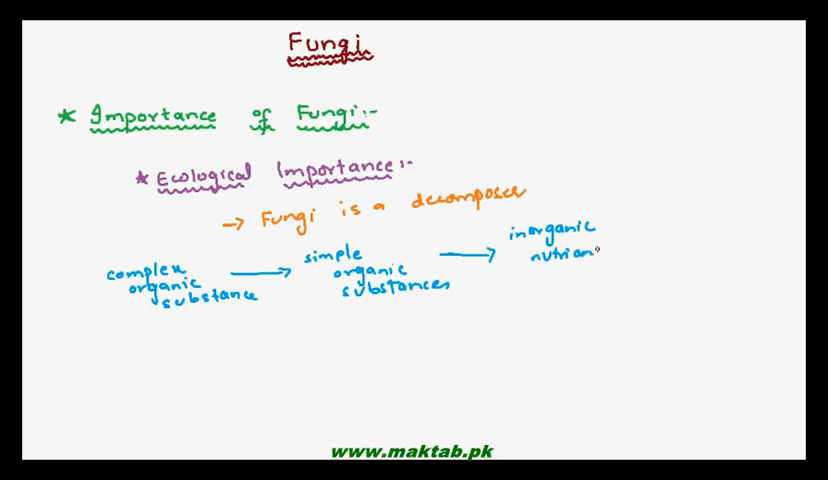 Fungi
* Importance of Fungi:-
* Ecological Importance:-
→ Fungi is a decomposer
complex organic substance → simple organic substances → inorganic nutrian
www.maktab.pk